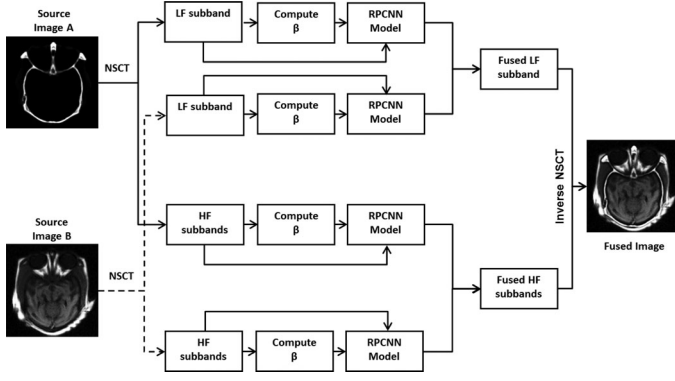 Source
Image A
NSCT
LF subband
Compute
β
RPCNN
Model
LF subband
Compute
β
RPCNN
Model
Fused LF
subband
Source
Image B
NSCT
HF
subbands
Compute
β
RPCNN
Model
HF
subbands
Compute
β
RPCNN
Model
Fused HF
subbands
Inverse NSCT
Fused Image